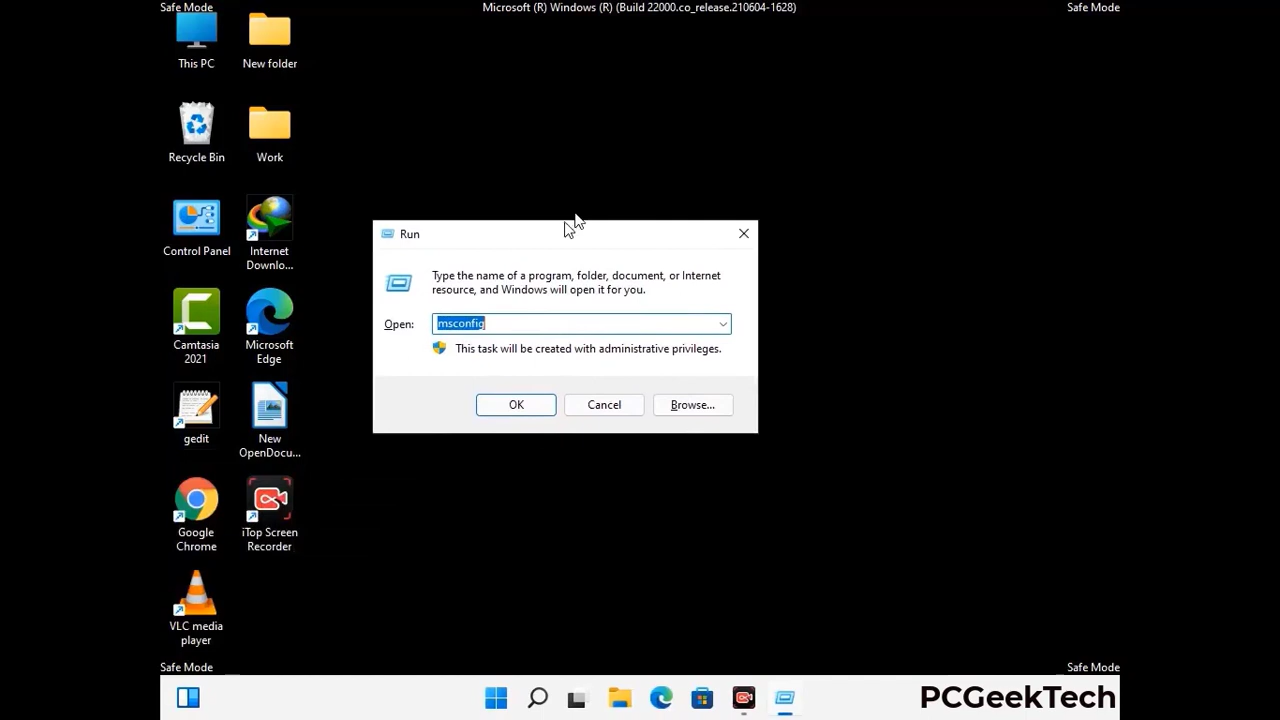 Safe Mode
Microsoft (R) Windows (R) (Build 22000.co_release.210604-1628)
Safe Mode
This PC
New folder
Recycle Bin
Work
Control Panel
Internet
Downlo...
Camtasia
2021
Microsoft
Edge
gedit
New
OpenDocu...
Google
Chrome
iTop Screen
Recorder
VLC media
player
Run
Type the name of a program, folder, document, or Internet
resource, and Windows will open it for you.
Open:
msconfig
This task will be created with administrative privileges.
OK
Cancel
Browse...
Safe Mode
Safe Mode
PCGeekTech